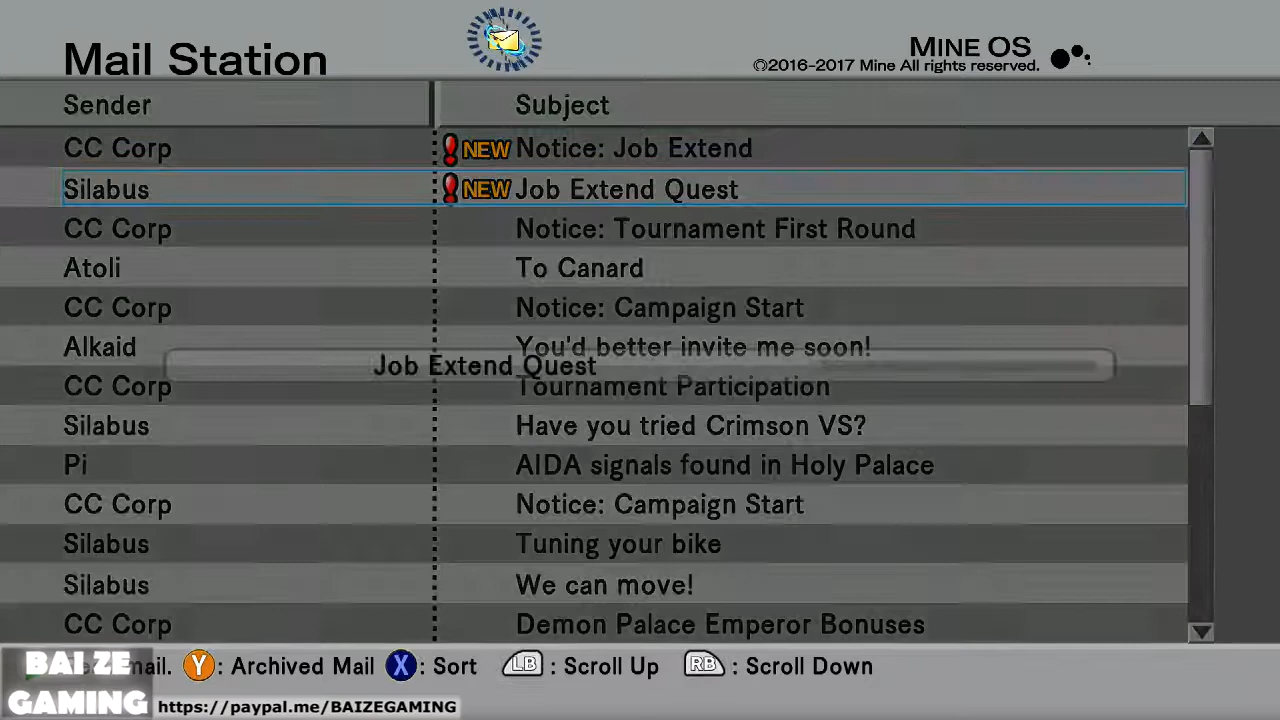 Mail Station
MINE OS
©2016-2017 Mine All rights reserved.
Sender Subject
CC Corp NEW Notice: Job Extend
Silabus NEW Job Extend Quest
CC Corp Notice: Tournament First Round
Atoli To Canard
CC Corp Notice: Campaign Start
Alkaid You'd better invite me soon!
Job Extend Quest
CC Corp Tournament Participation
Silabus Have you tried Crimson VS?
Pi AIDA signals found in Holy Palace
CC Corp Notice: Campaign Start
Silabus Tuning your bike
Silabus We can move!
CC Corp Demon Palace Emperor Bonuses
mail. Y : Archived Mail X : Sort LB : Scroll Up RB : Scroll Down
BAI ZE
GAMING https://paypal.me/BAIZEGAMING